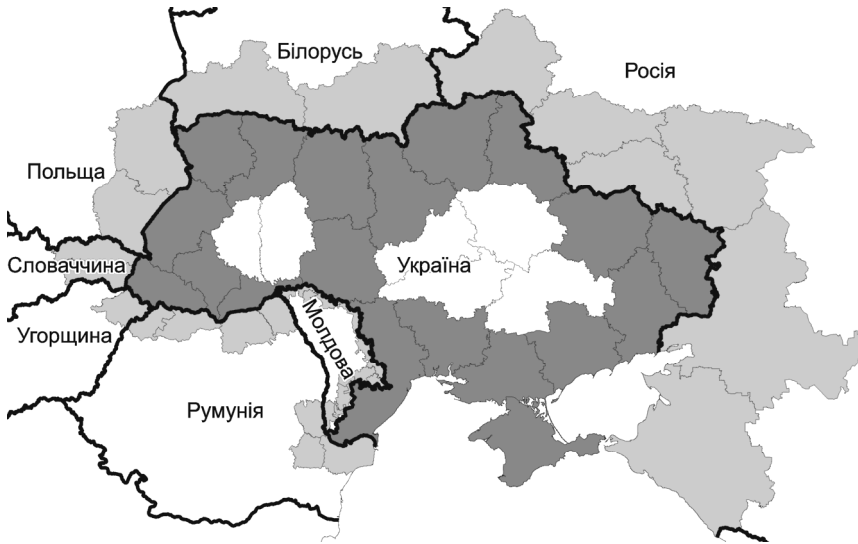 Білорусь
Росія
Польща
Словаччина
Україна
Молдова
Угорщина
Румунія